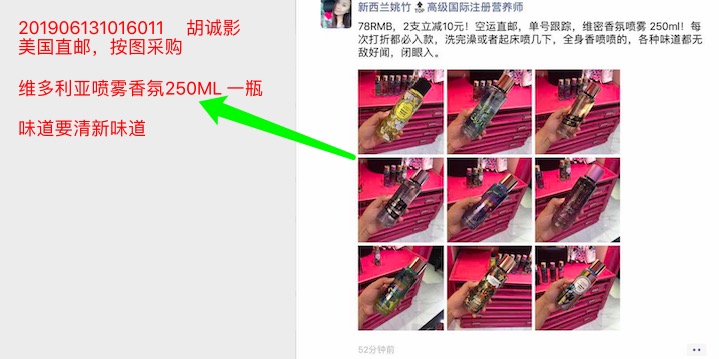 201906131016011 胡诚影
美国直邮，按图采购
维多利亚喷雾香氛250ML 一瓶
味道要清新味道
新西兰姚竹 高级国际注册营养师
78RMB，2支立减10元！空运直邮，单号跟踪，维密香氛喷雾 250ml！每
次打折都必入款，洗完澡或者起床喷几下，全身香喷喷的，各种味道都无
敌好闻，闭眼入。
52分钟前